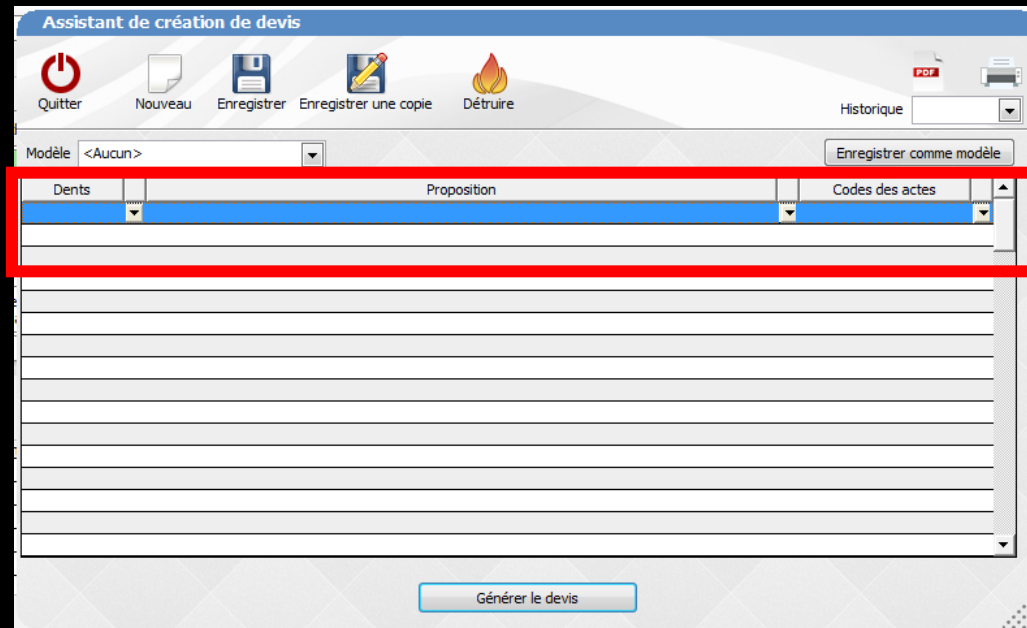 Assistant de création de devis
PDF
Quitter Nouveau Enregistrer Enregistrer une copie Détruire Historique
Modèle <Aucun> Enregistrer comme modèle
Dents Proposition Codes des actes
Générer le devis